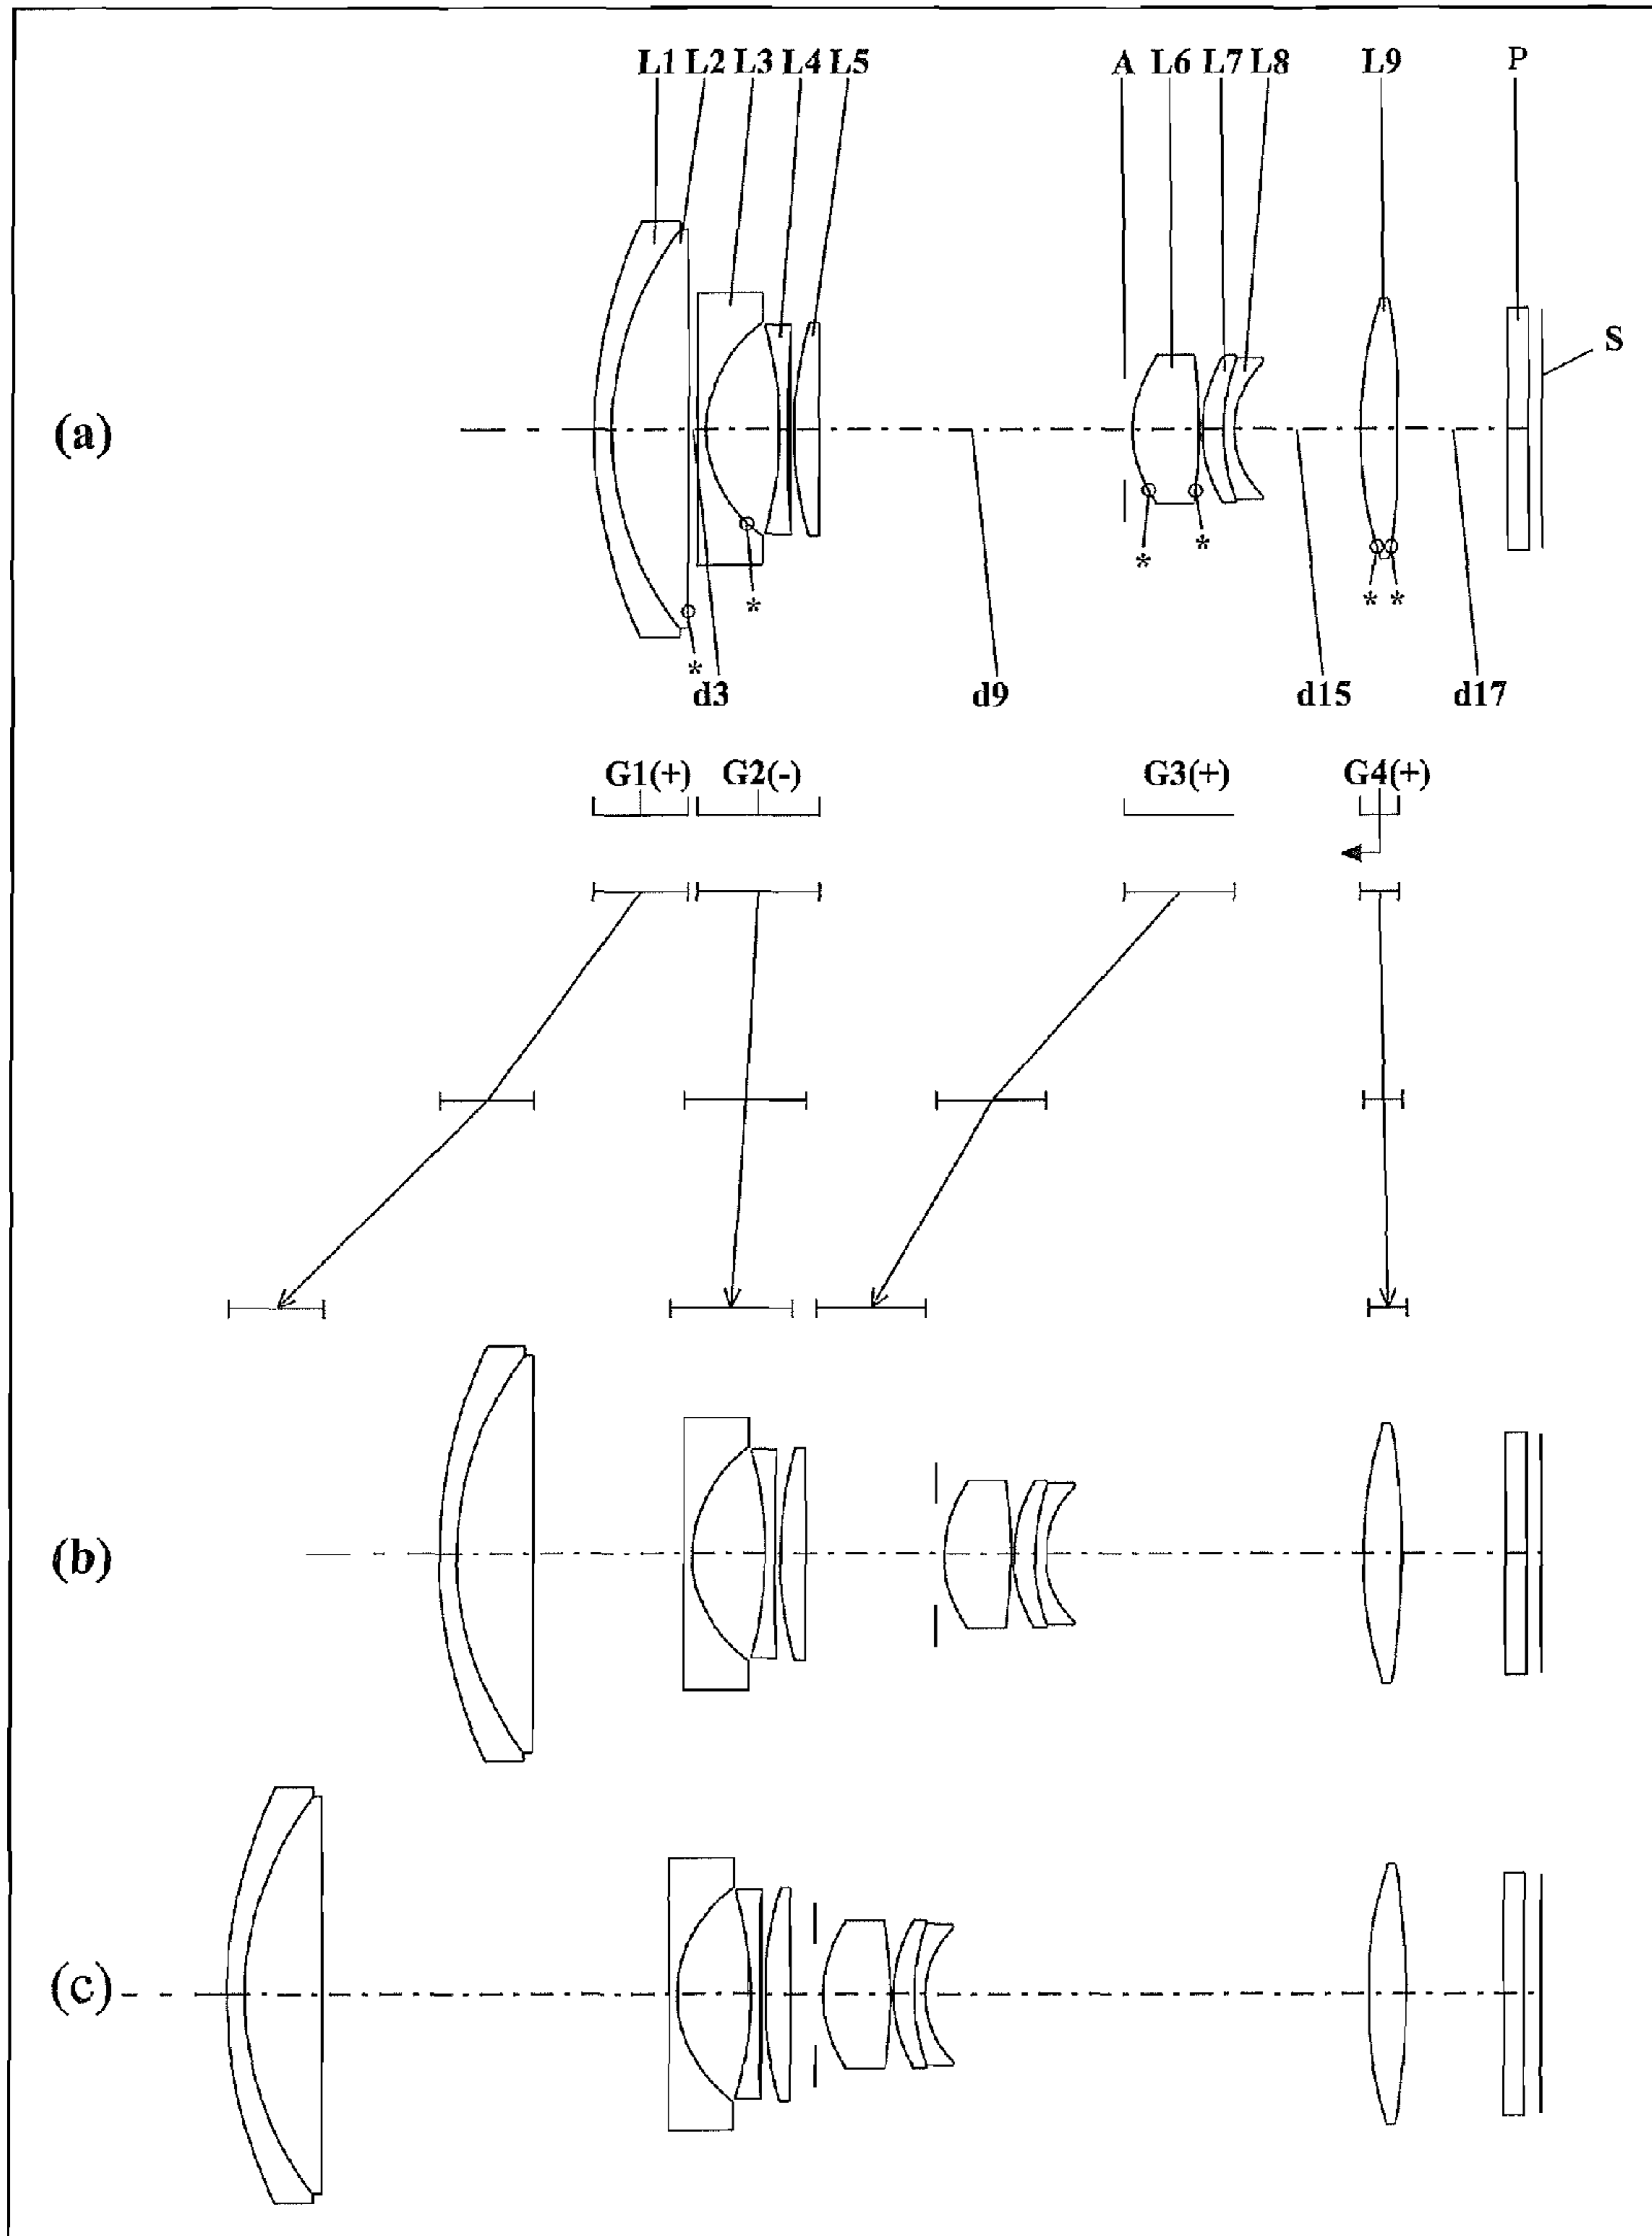 L1 L2 L3 L4 L5 A L6 L7 L8 L9 P
S
(a)
* * * * * *
d3 d9 d15 d17
G1(+) G2(-) G3(+) G4(+)
(b)
(c)